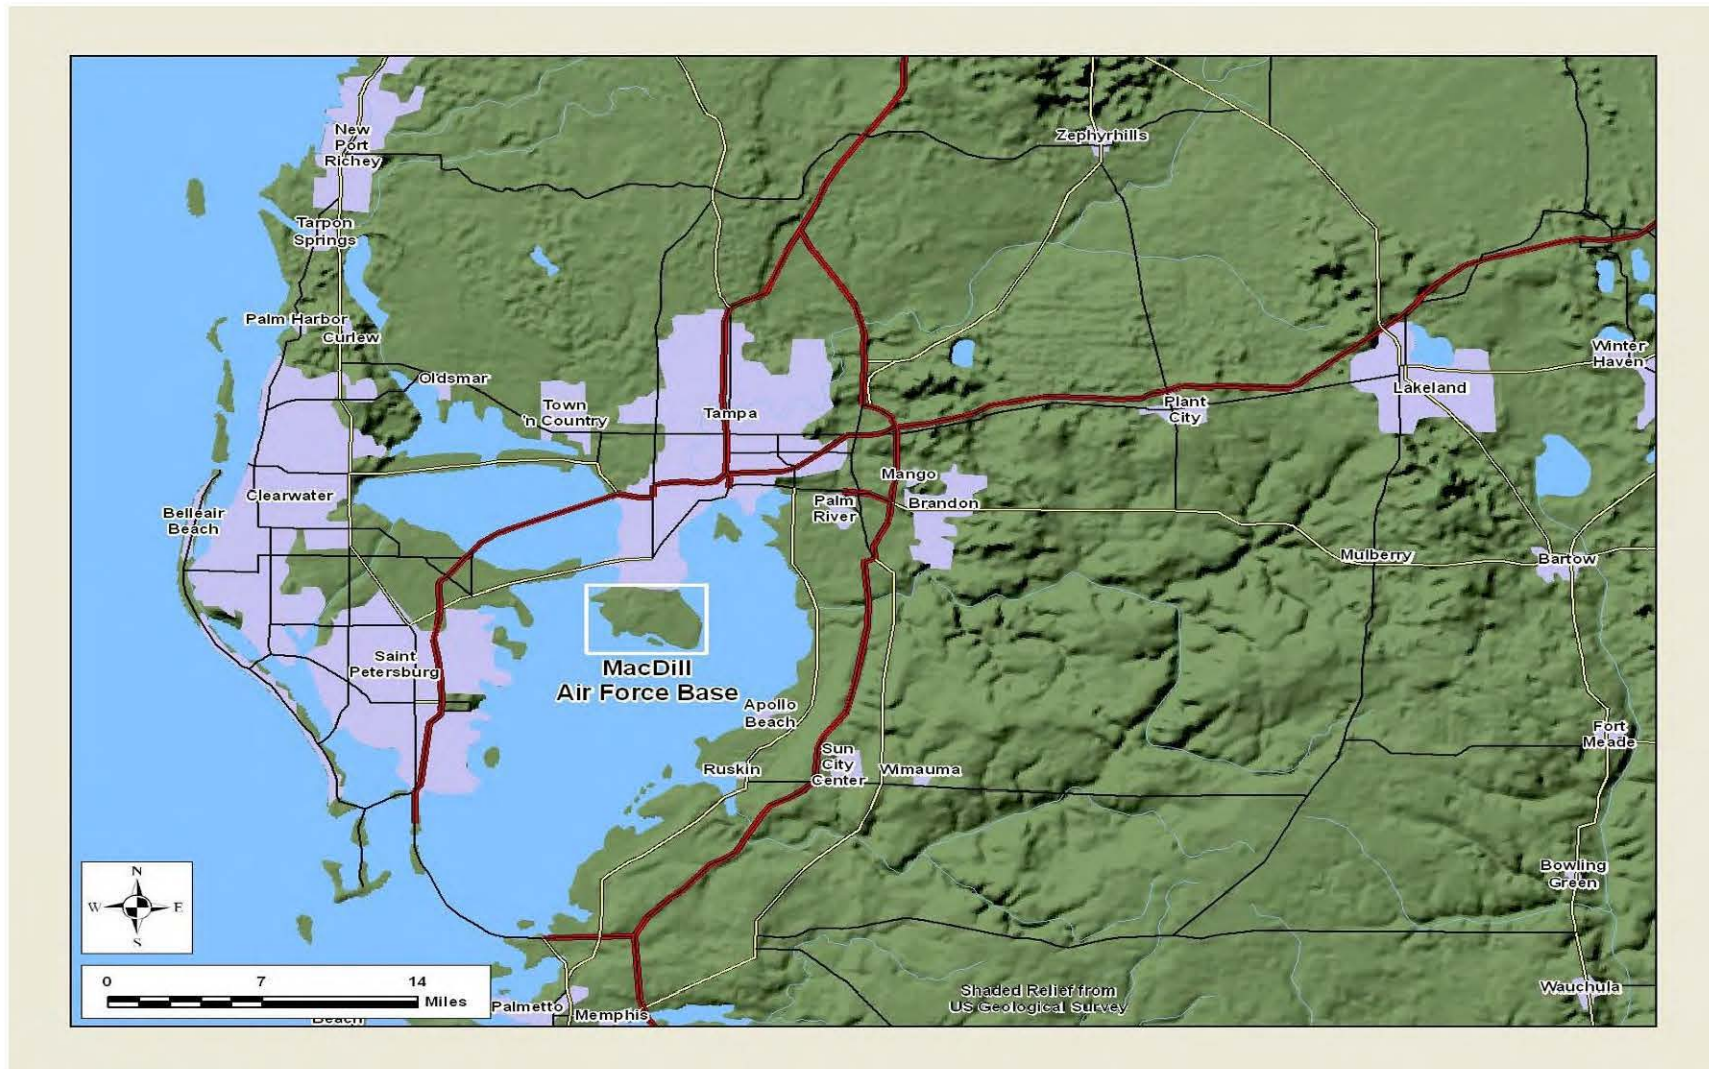 New
Port
Richey
Zephyrhills
Tarpon
Springs
Palm Harbor
Curlew
Winter
Haven
Oldsmar
Lakeland
Town
'n Country
Tampa
Plant
City
Mango
Clearwater
Palm
River
Brandon
Belleair
Beach
Mulberry
Bartow
Saint
Petersburg
MacDill
Air Force Base
Apollo
Beach
Fort
Meade
Ruskin
Sun
City
Center
Wimauma
Bowling
Green
N
W
E
S
0
7
14
Miles
Wauchula
Shaded Relief from
US Geological Survey
Palmetto
Memphis
Beach